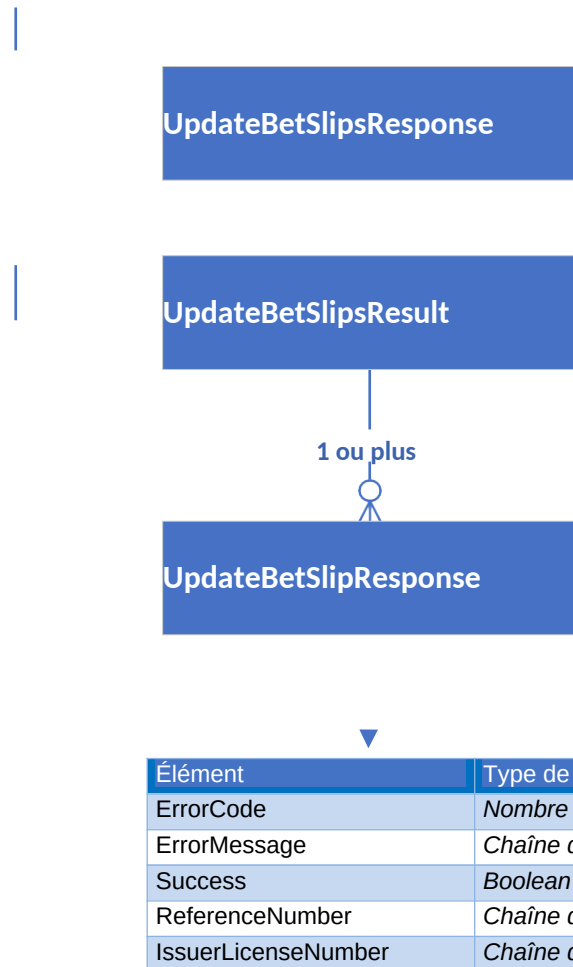 UpdateBetSlipsResponse
UpdateBetSlipsResult
1 ou plus
UpdateBetSlipResponse
Élément Type de
ErrorCode Nombre
ErrorMessage Chaîne
Success Boolean
ReferenceNumber Chaîne
IssuerLicenseNumber Chaîne